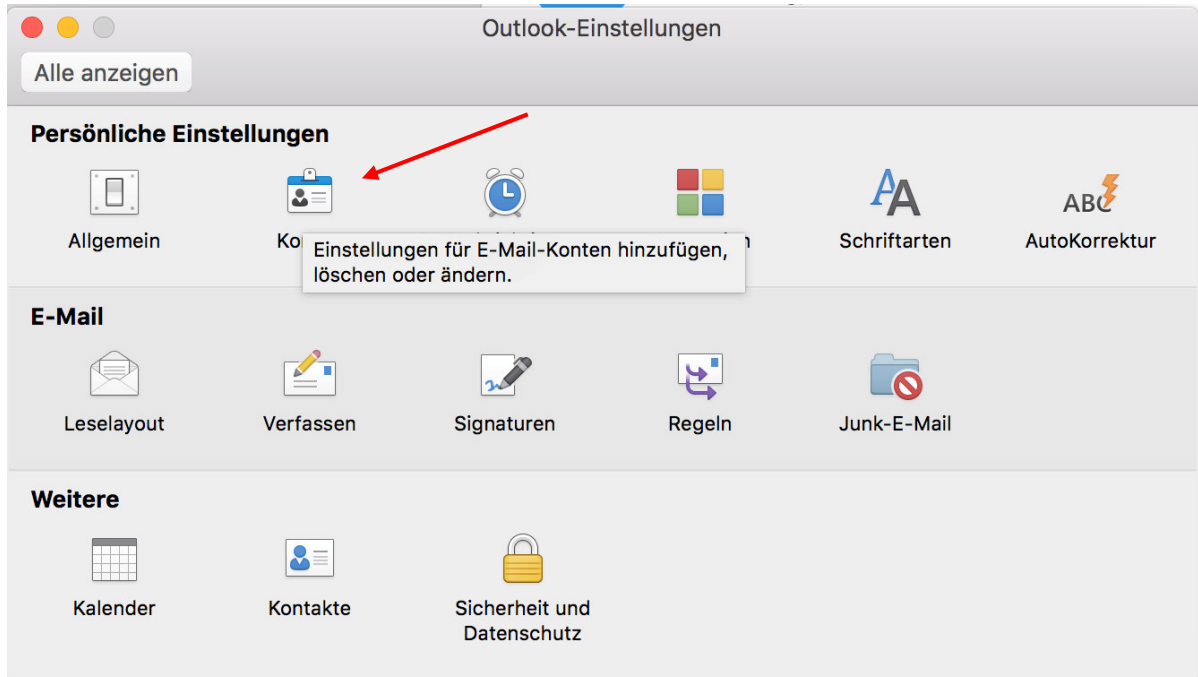 Outlook-Einstellungen
Alle anzeigen
Persönliche Einstellungen
Allgemein
Schriftarten
ABC
AutoKorrektur
Einstellungen für E-Mail-Konten hinzufügen,
löschen oder ändern.
E-Mail
Leselayout
Verfassen
Signaturen
Regeln
Junk-E-Mail
Weitere
Kalender
Kontakte
Sicherheit und
Datenschutz